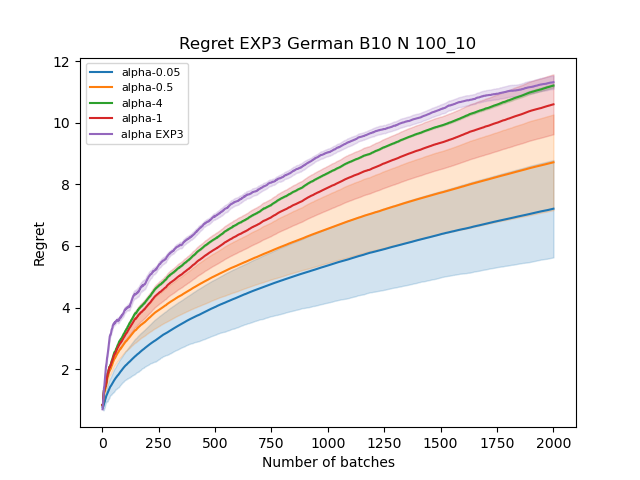 Regret EXP3 German B10 N 100_10
12
10
8
6
4
2
Regret
alpha-0.05
alpha-0.5
alpha-4
alpha-1
alpha EXP3
0 250 500 750 1000 1250 1500 1750 2000
Number of batches